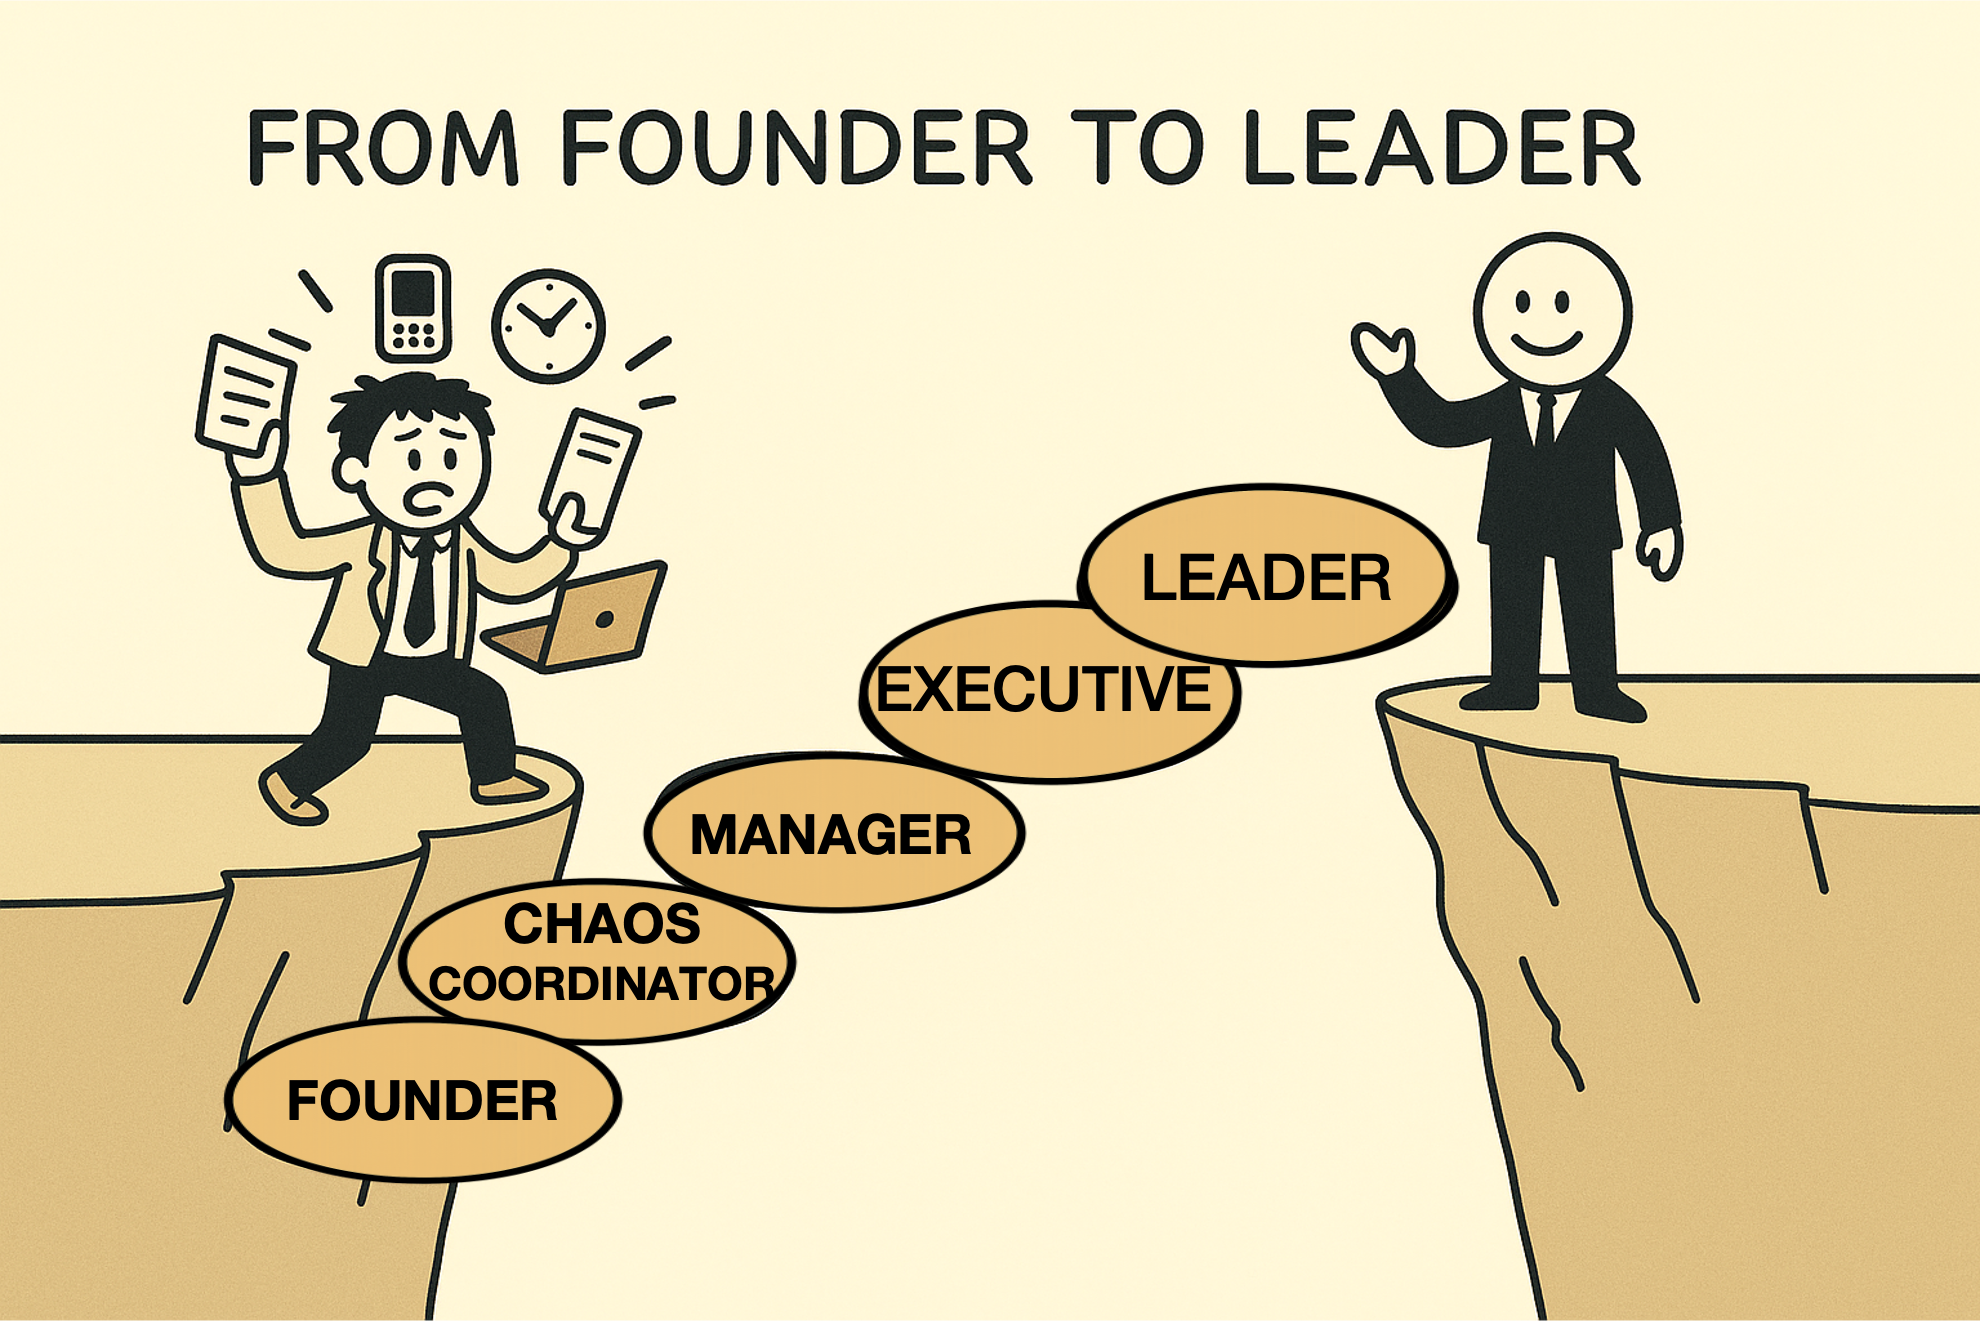 FROM FOUNDER TO LEADER
LEADER
EXECUTIVE
MANAGER
CHAOS
COORDINATOR
FOUNDER